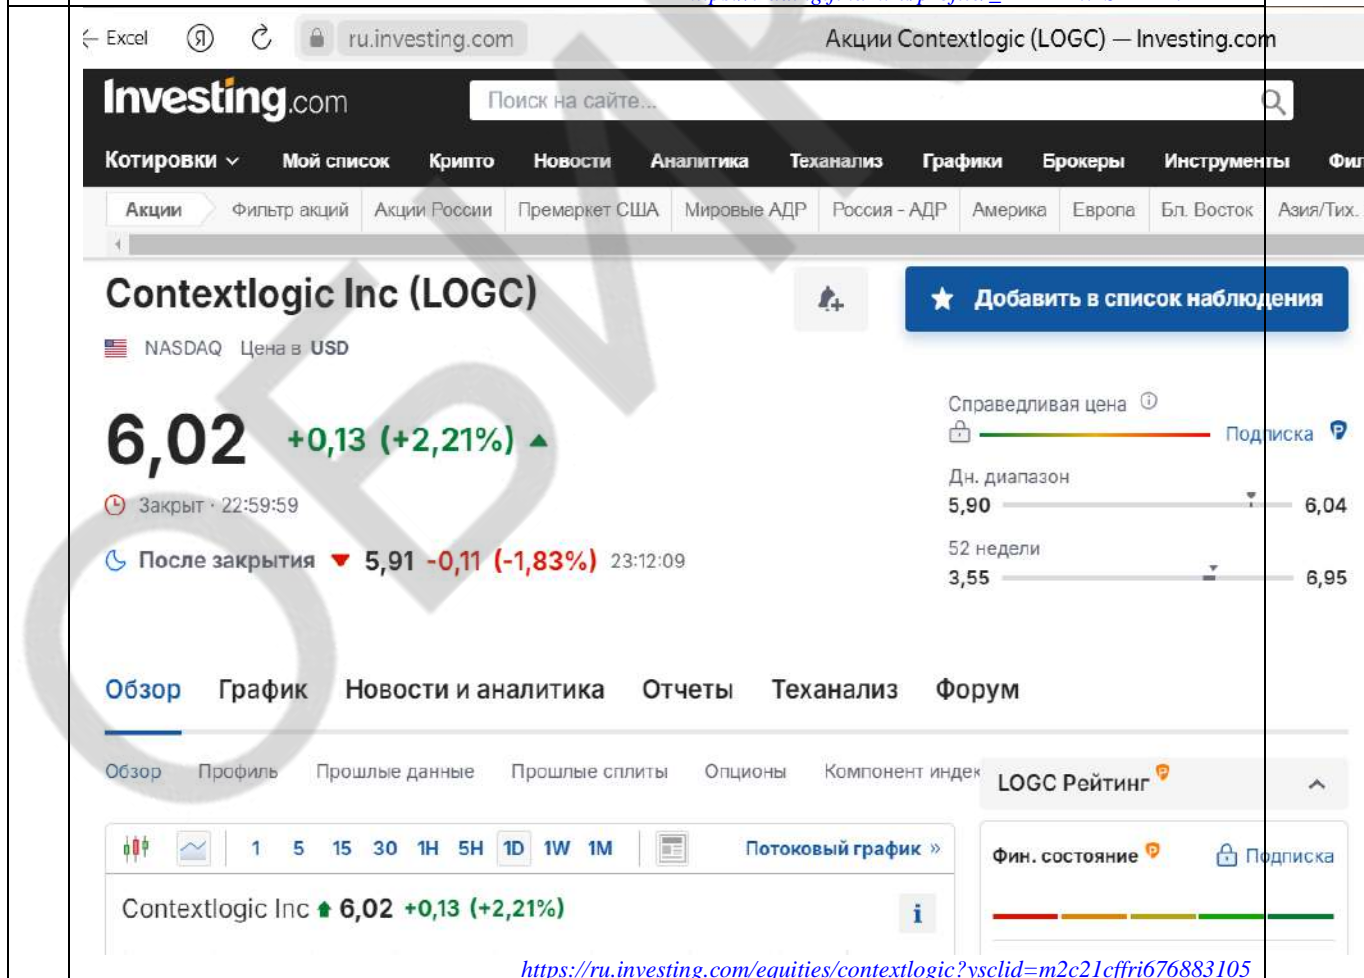 ← Excel Я ru.investing.com Акции Contextlogic (LOGC) — Investing.com
Investing.com Поиск на сайте...
Котировки Мой список Крипто Новости Аналитика Теханализ Графики Брокеры Инструменты Фил
Акции Фильтр акций Акции России Премаркет США Мировые АДР Россия - АДР Америка Европа Бл. Восток Азия/Тих.
Contextlogic Inc (LOGC) Добавить в список наблюдения
NASDAQ Цена в USD
Справедливая цена
6,02 +0,13 (+2,21%) Подписка
Дн. диапазон
Закрыт · 22:59:59 5,90 6,04
52 недели
После закрытия 5,91 -0,11 (-1,83%) 23:12:09 3,55 6,95
Обзор График Новости и аналитика Отчеты Теханализ Форум
Обзор Профиль Прошлые данные Прошлые сплиты Опционы Компонент индек
LOGC Рейтинг
1 5 15 30 1H 5H 1D 1W 1M Потоковый график »
Фин. состояние Подписка
Contextlogic Inc 6,02 +0,13 (+2,21%) i
https://ru.investing.com/equities/contextlogic?ysclid=m2c21cffri676883105